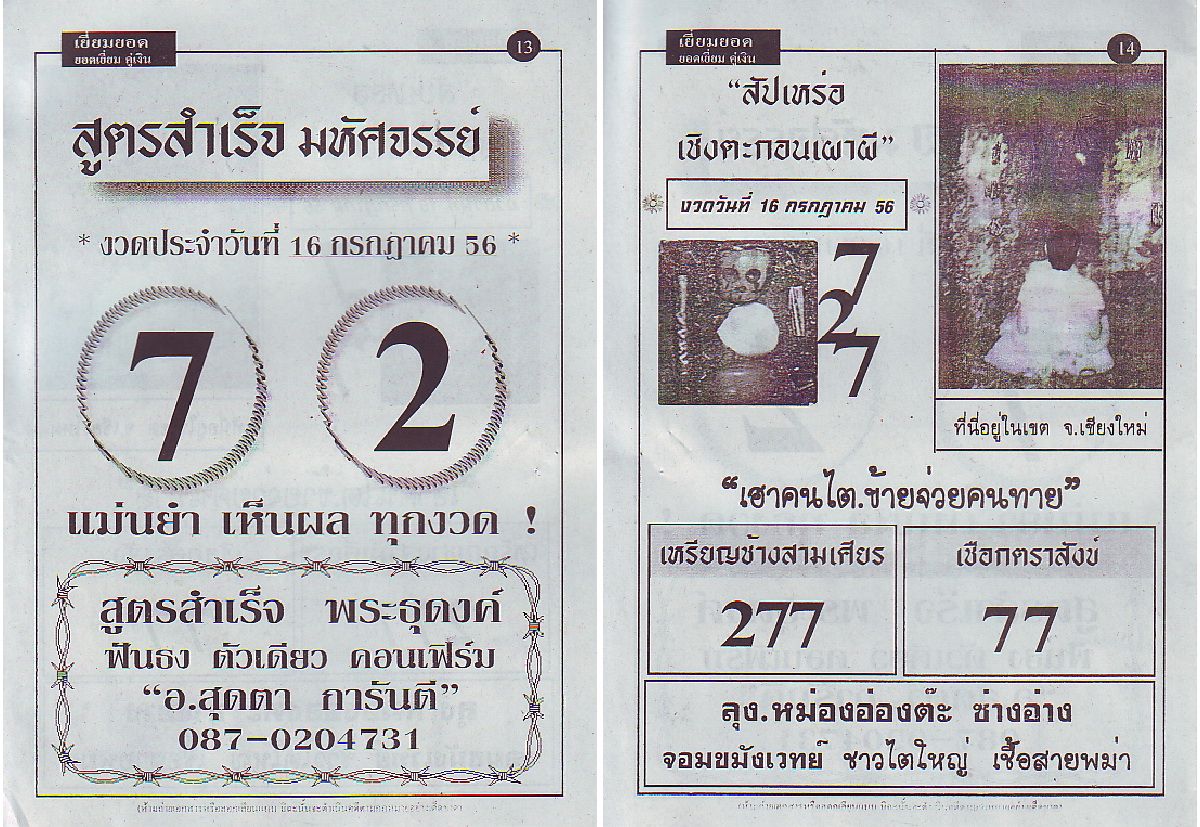 เยี่ยมยอด
ยอดเยี่ยม คู่เงิน
13
สูตรสำเร็จ มหัศจรรย์
* งวดประจำวันที่ 16 กรกฎาคม 56 *
7 2
แม่นยำ เห็นผล ทุกงวด !
สูตรสำเร็จ พระธุดงค์
ฟันธง ตัวเดียว คอนเฟิร์ม
“อ.สุดตา การันตี”
087-0204731
เยี่ยมยอด
ยอดเยี่ยม คู่เงิน
14
“สัปเหร่อ
เชิงตะกอนเผาผี”
งวดวันที่ 16 กรกฎาคม 56
7
2
7
ที่นี่อยู่ในเขต จ.เชียงใหม่
“เฮาคนไต.ข้ายจ่วยคนทาย”
เหรียญช้างสามเศียร
277
เชือกตราสังข์
77
ลุง.หม่องอ่องต๊ะ ซ่างอ่าง
จอมขมังเวทย์ ชาวไตใหญ่ เชื้อสายพม่า